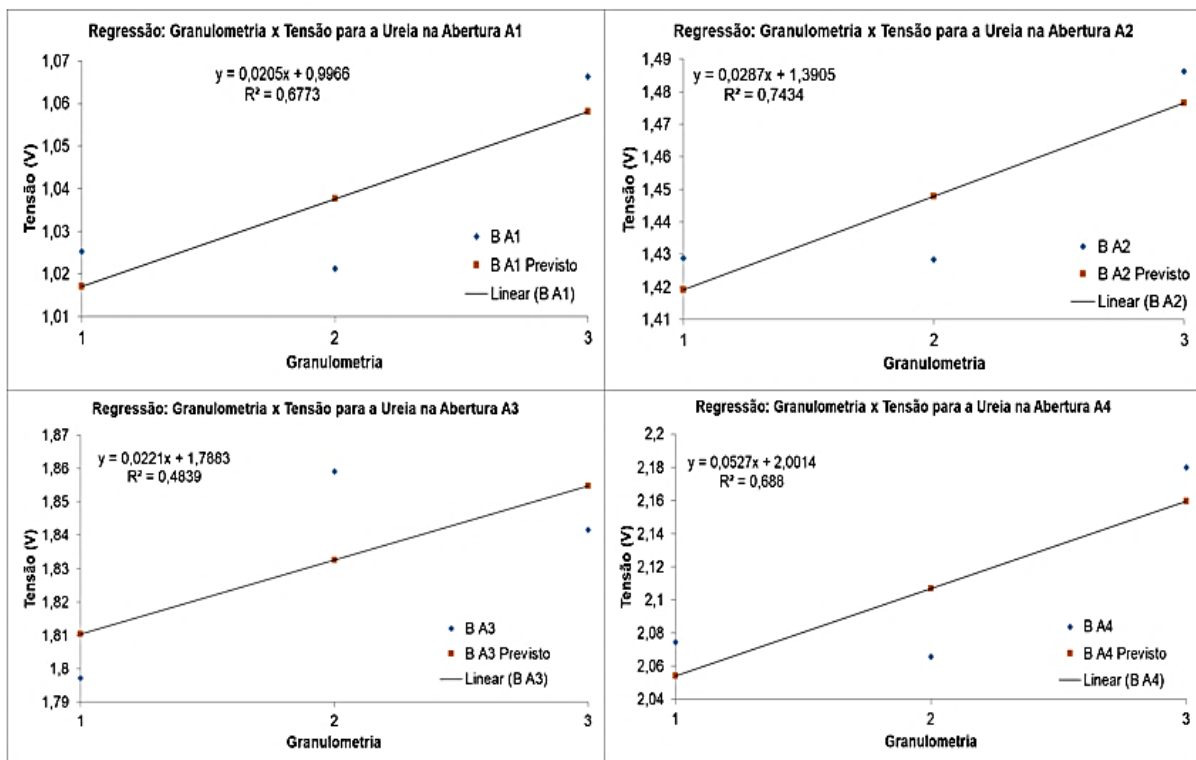 Regressão: Granulometria x Tensão para a Ureia na Abertura A1
y = 0,0205x + 0,9966
R² = 0,6773
1,07
1,06
1,05
1,04
1,03
1,02
1,01
Tensão (V)
B A1
B A1 Previsto
Linear (B A1)
1
2
3
Granulometria
Regressão: Granulometria x Tensão para a Ureia na Abertura A2
y = 0,0287x + 1,3905
R² = 0,7434
1,49
1,48
1,47
1,46
1,45
1,44
1,43
1,42
1,41
Tensão (V)
B A2
B A2 Previsto
Linear (B A2)
1
2
3
Granulometria
Regressão: Granulometria x Tensão para a Ureia na Abertura A3
y = 0,0221x + 1,7883
R² = 0,4839
1,87
1,86
1,85
1,84
1,83
1,82
1,81
1,8
1,79
Tensão (V)
B A3
B A3 Previsto
Linear (B A3)
1
2
3
Granulometria
Regressão: Granulometria x Tensão para a Ureia na Abertura A4
y = 0,0527x + 2,0014
R² = 0,688
2,2
2,18
2,16
2,14
2,12
2,1
2,08
2,06
2,04
Tensão (V)
B A4
B A4 Previsto
Linear (B A4)
1
2
3
Granulometria